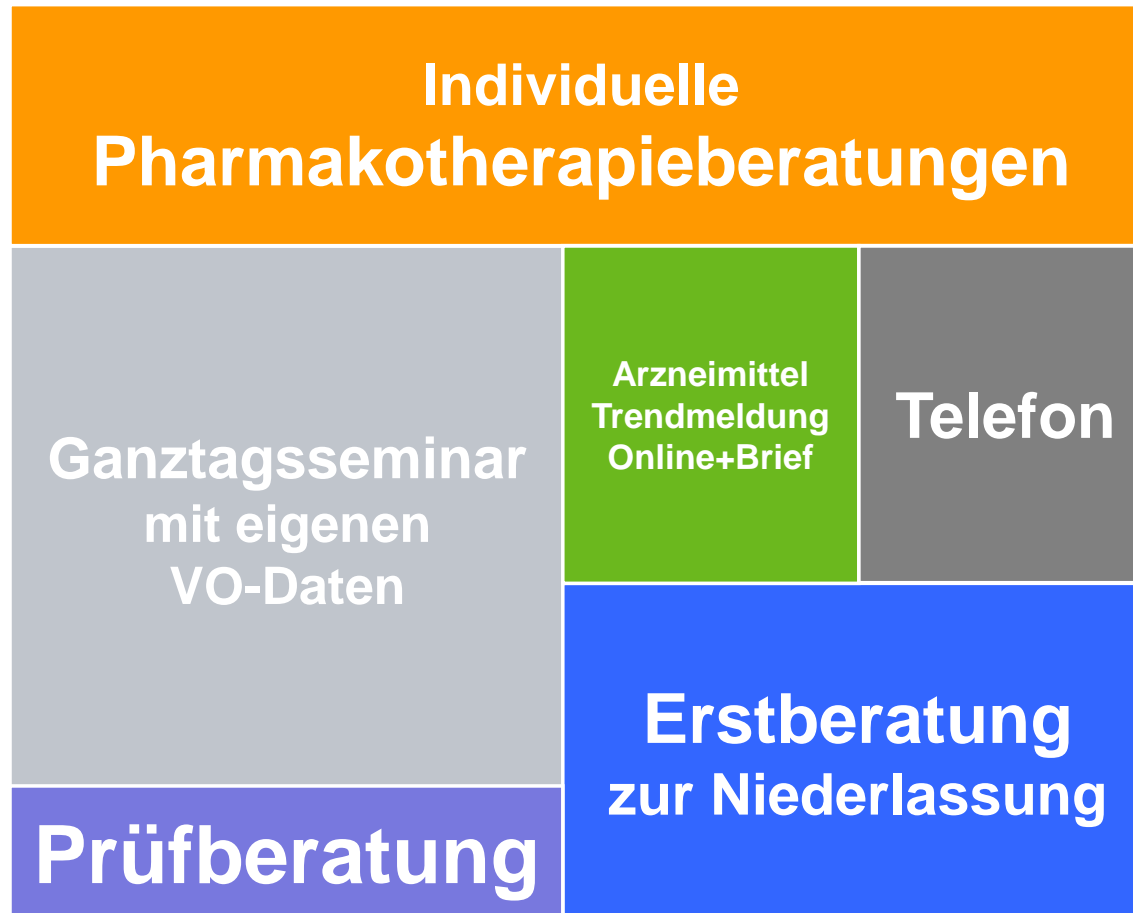 Individuelle
Pharmakotherapieberatungen
Ganztagsseminar
mit eigenen
VO-Daten
Arzneimittel
Trendmeldung
Online+Brief
Telefon
Erstberatung
zur Niederlassung
Prüfberatung